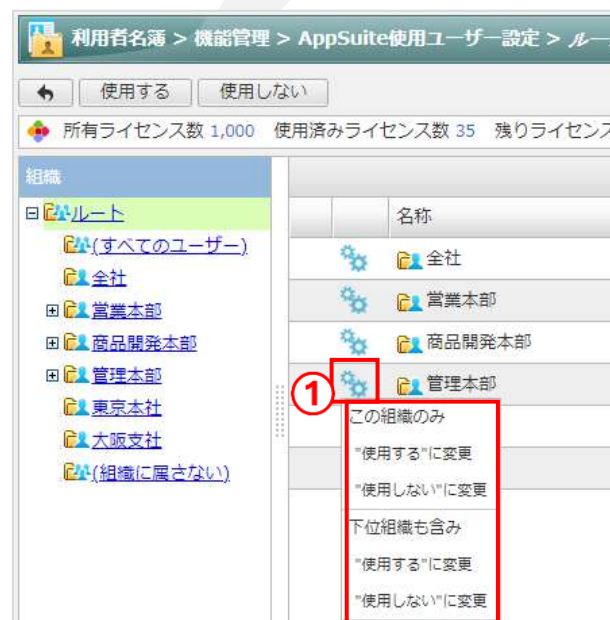 利用者名簿 > 機能管理 > AppSuite使用ユーザー設定 > ルー
使用する 使用しない
所有ライセンス数 1,000 使用済みライセンス数 35 残りライセンス
組織
ルート
(すべてのユーザー)
全社
営業本部
商品開発本部
管理本部
東京本社
大阪支社
(組織に属さない)
名称
全社
営業本部
商品開発本部
管理本部
①
この組織のみ
"使用する"に変更
"使用しない"に変更
下位組織も含み
"使用する"に変更
"使用しない"に変更